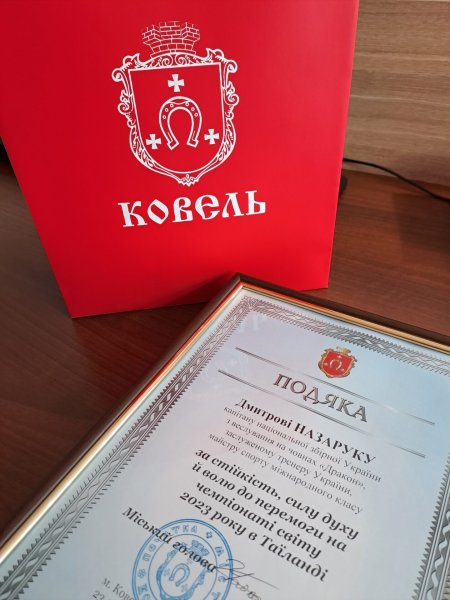 КОВЕЛЬ
ПОДЯКА
Дмитрові НАЗАРУКУ
капітану національної збірної України
з веслування на човнах «Дракон»,
заслуженому тренеру України,
майстру спорту міжнародного класу
за стійкість, силу духу
й волю до перемоги на
чемпіонаті світу
2023 року в Таїланді
Міський голова
м. Ков